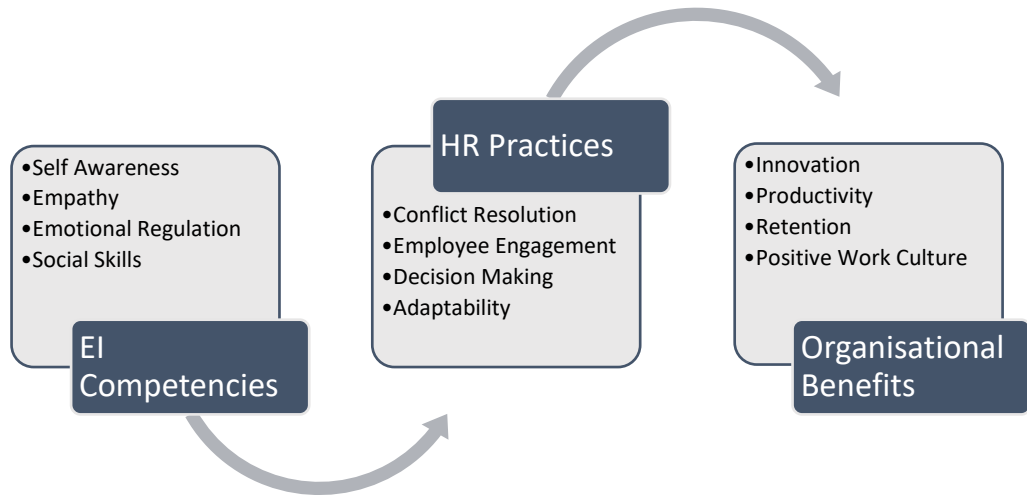 •Self Awareness
•Empathy
•Emotional Regulation
•Social Skills
EI
Competencies
HR Practices
•Conflict Resolution
•Employee Engagement
•Decision Making
•Adaptability
•Innovation
•Productivity
•Retention
•Positive Work Culture
Organisational
Benefits